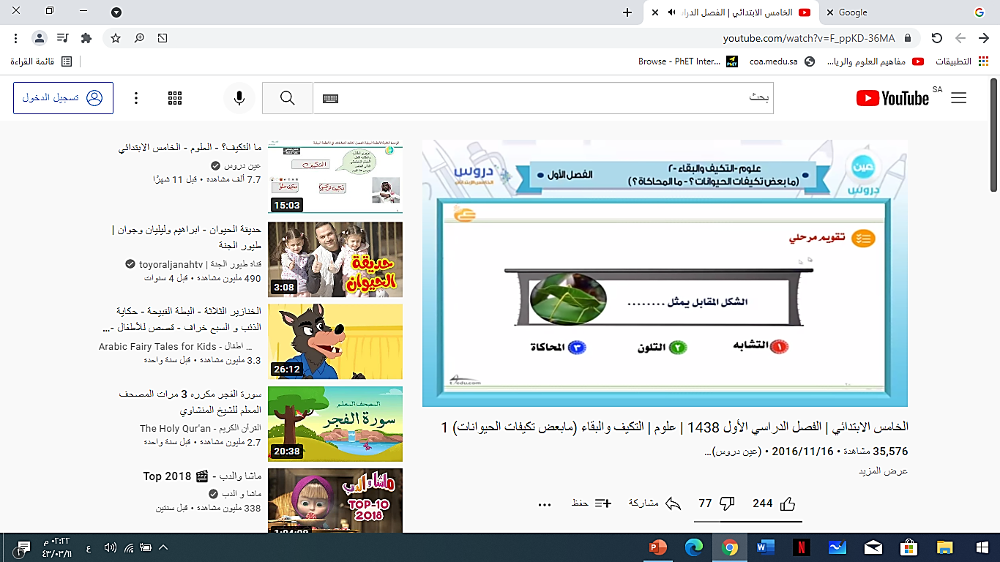 الخامس الابتدائي | الفصل الدرا
Google
youtube.com/watch?v=F_ppKD-36MA
التطبيقات
مفاهيم العلوم والريا...
coa.medu.sa
Browse - PhET Inter...
قائمة القراءة
YouTube SA
بحث
تسجيل الدخول
علوم -التكيف والبقاء -٢
(ما بعض تكيفات الحيوانات ؟ - ما المحاكاة ؟)
الفصل الأول
دروس
الخامس الابتدائي
عين
دروس
تقويم مرحلي
الشكل المقابل يمثل ........
١ التشابه
٢ التلون
٣ المحاكاة
الخامس الابتدائي | الفصل الدراسي الأول 1438 | علوم | التكيف والبقاء (مابعض تكيفات الحيوانات) 1
35,576 مشاهدة • 2016/11/16 • (عين دروس)...
عرض المزيد
244
77
مشاركة
حفظ
التكيف
15:03
ما التكيف؟ - العلوم - الخامس الابتدائي
عين دروس
7.7 ألف مشاهدة • قبل 11 شهرًا
حديقة الحيوان
3:08
حديقة الحيوان - ابراهيم وليليان وجوان |
طيور الجنة
قناة طيور الجنة | toyoraljanahtv
490 مليون مشاهدة • قبل 4 سنوات
26:12
الخنازير الثلاثة - البطة القبيحة - حكاية
الذئب و السبع خراف - قصص للأطفال -...
Arabic Fairy Tales for Kids - اطفال ...
3.3 مليون مشاهدة • قبل سنة واحدة
المصحف المعلم
سورة الفجر
20:38
سورة الفجر مكرره 3 مرات المصحف
المعلم للشيخ المنشاوي
القرآن الكريم - The Holy Qur'an
2.7 مليون مشاهدة • قبل سنة واحدة
ماشا والدب
TOP-10
2018
ماشا والدب - 🎬 Top 2018
ماشا و الدب
338 مليون مشاهدة • قبل سنتين
ع
٠٢:٢٢ م
٤٣/٠٣/١١